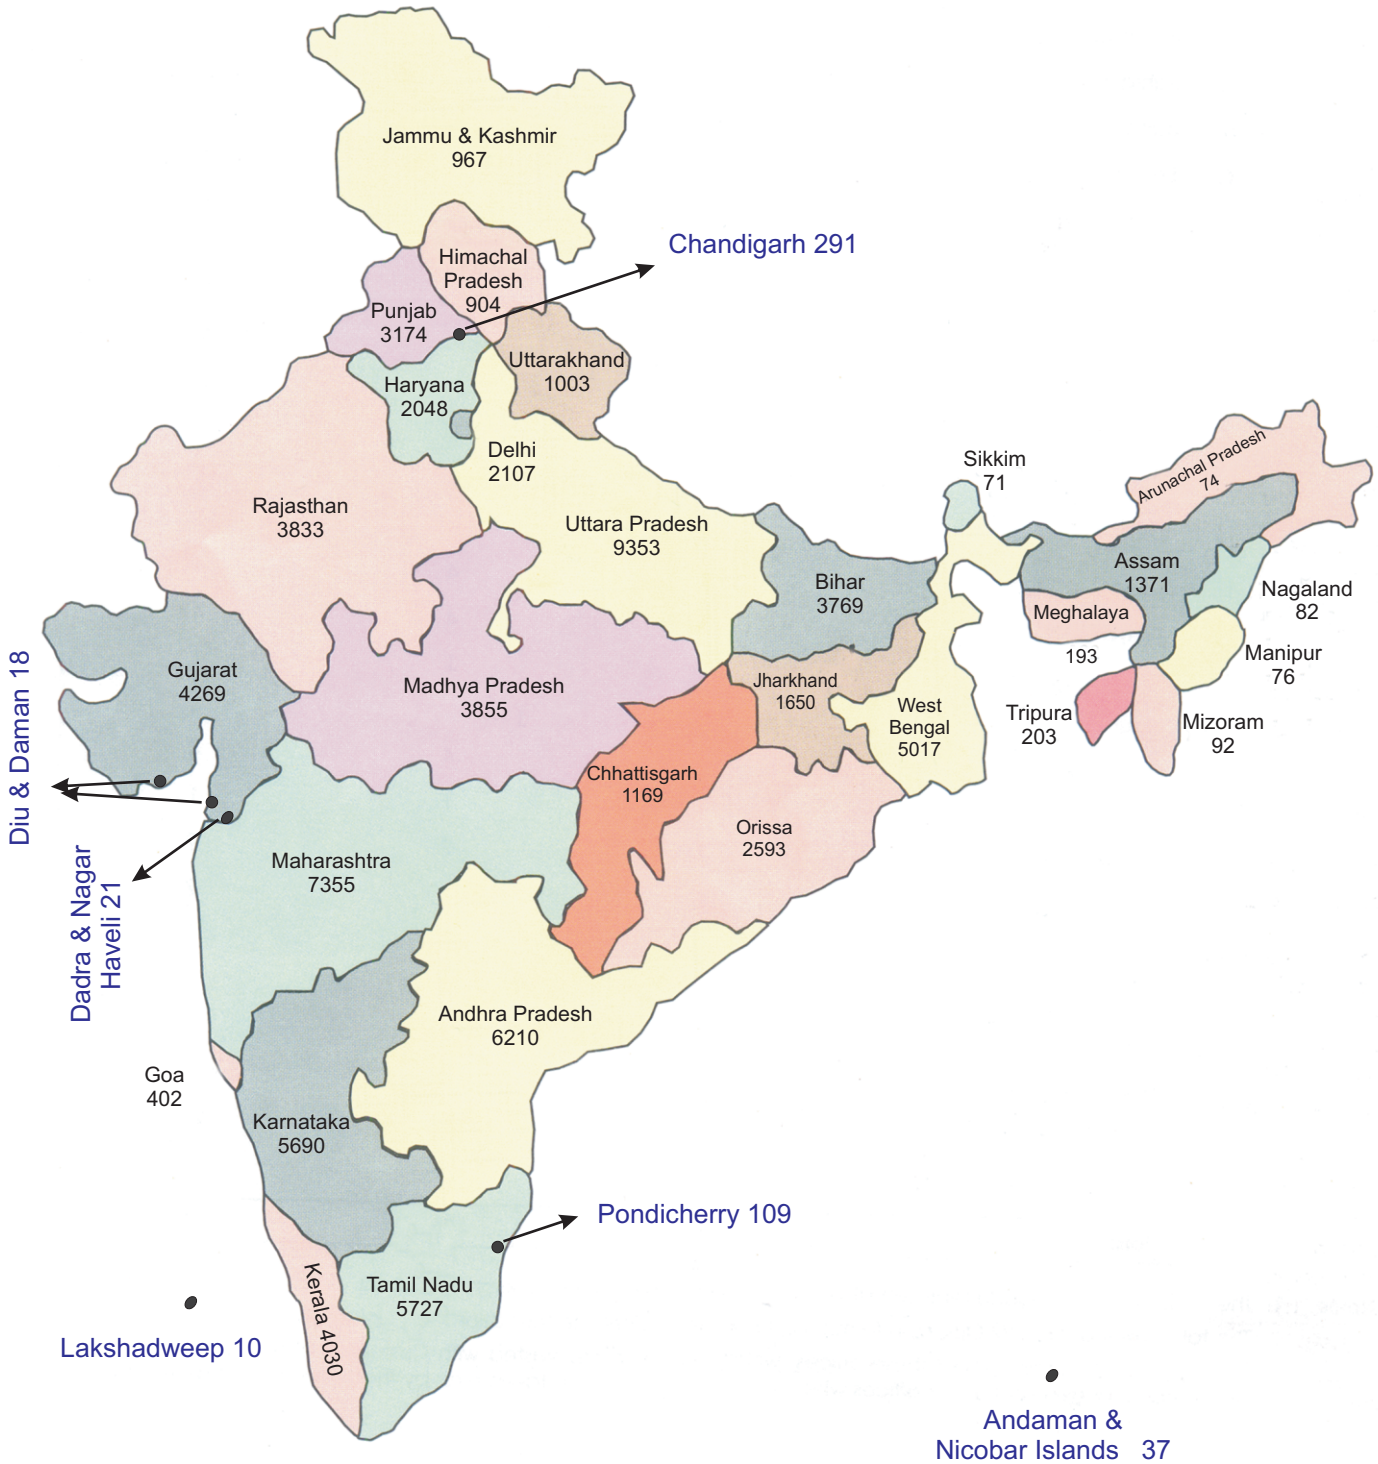 Jammu & Kashmir
967
Chandigarh 291
Himachal
Pradesh
904
Punjab
3174
Uttarakhand
1003
Haryana
2048
Delhi
2107
Sikkim
71
Arunachal Pradesh
74
Rajasthan
3833
Uttara Pradesh
9353
Bihar
3769
Assam
1371
Nagaland
82
Meghalaya
193
Manipur
76
Gujarat
4269
Madhya Pradesh
3855
Jharkhand
1650
West
Bengal
5017
Tripura
203
Mizoram
92
Diu & Daman 18
Chhattisgarh
1169
Orissa
2593
Maharashtra
7355
Dadra & Nagar
Haveli 21
Andhra Pradesh
6210
Goa
402
Karnataka
5690
Pondicherry 109
Kerala 4030
Tamil Nadu
5727
Lakshadweep 10
Andaman &
Nicobar Islands 37